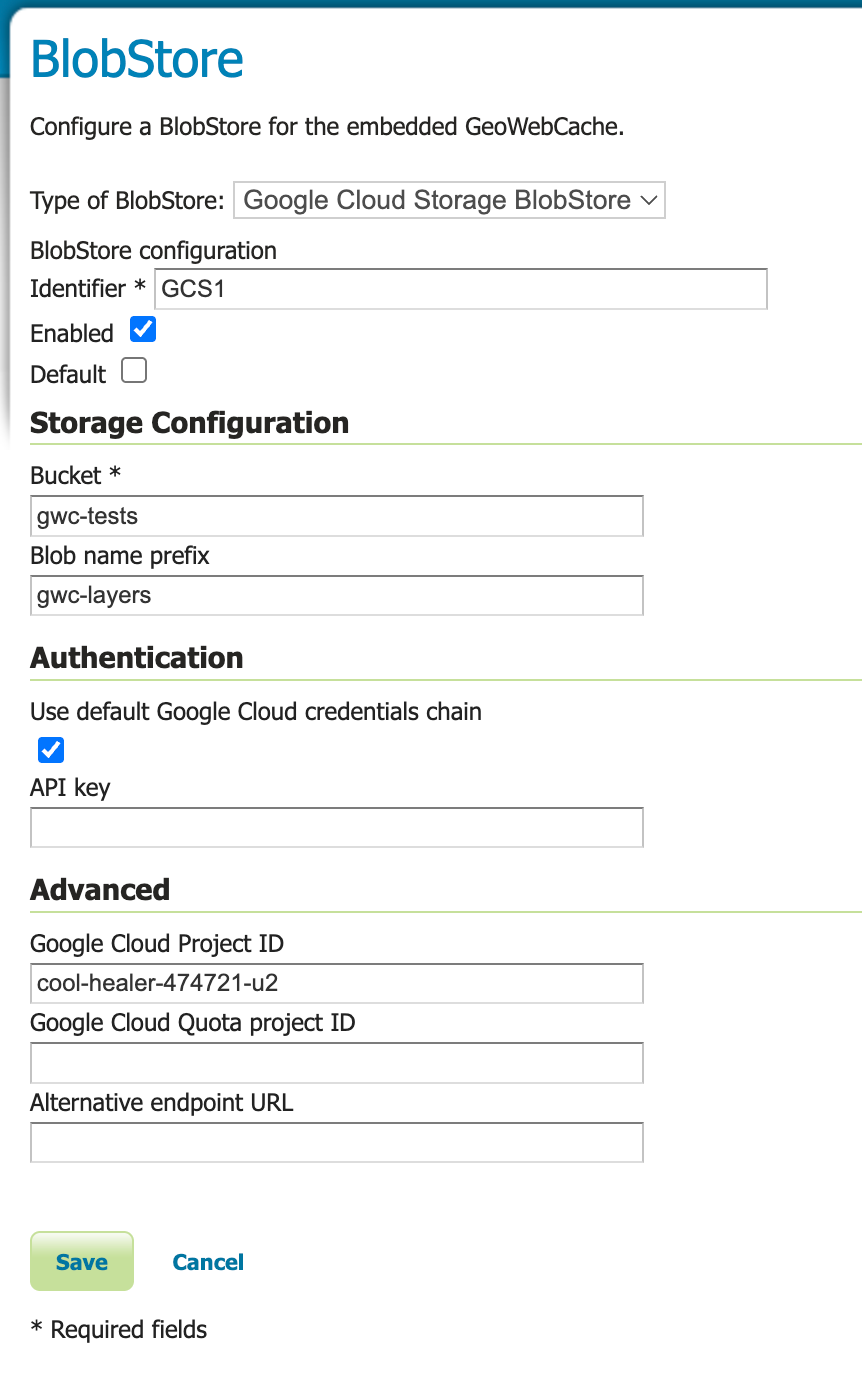 BlobStore
Configure a BlobStore for the embedded GeoWebCache.
Type of BlobStore: Google Cloud Storage BlobStore
BlobStore configuration
Identifier * GCS1
Enabled
Default
Storage Configuration
Bucket *
gwc-tests
Blob name prefix
gwc-layers
Authentication
Use default Google Cloud credentials chain
API key
Advanced
Google Cloud Project ID
cool-healer-474721-u2
Google Cloud Quota project ID
Alternative endpoint URL
Save Cancel
* Required fields